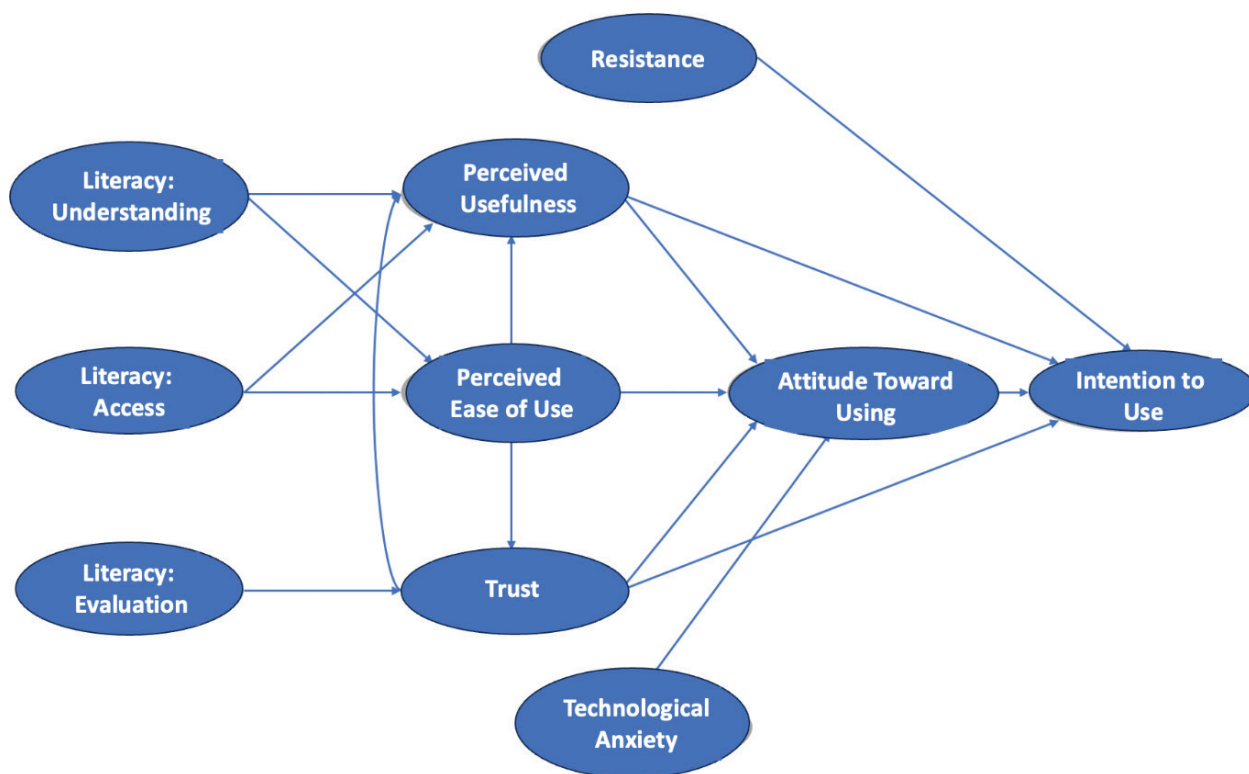 Resistance
Literacy:
Understanding
Perceived
Usefulness
Literacy:
Access
Perceived
Ease of Use
Attitude Toward
Using
Intention to
Use
Literacy:
Evaluation
Trust
Technological
Anxiety